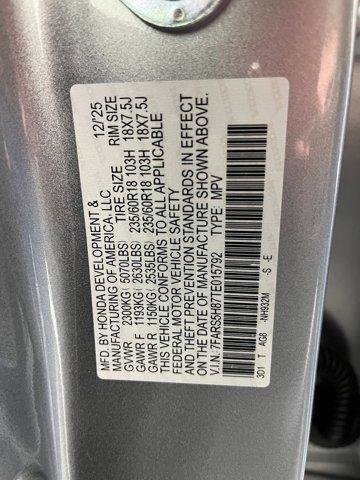 MFD. BY HONDA DEVELOPMENT & 12/25
MANUFACTURING OF AMERICA, LLC
TIRE SIZE RIM SIZE
GVWR 2300KG( 5070LBS)
GAWR F 1193KG( 2630LBS) 235/60R18 103H 18X7.5J
GAWR R 1150KG( 2535LBS) 235/60R18 103H 18X7.5J
THIS VEHICLE CONFORMS TO ALL APPLICABLE
FEDERAL MOTOR VEHICLE SAFETY
AND THEFT PREVENTION STANDARDS IN EFFECT
ON THE DATE OF MANUFACTURE SHOWN ABOVE.
V.I.N.: 7FARS5H87TE015792 TYPE: MPV
3D1 T AG8 NH932M -S -E